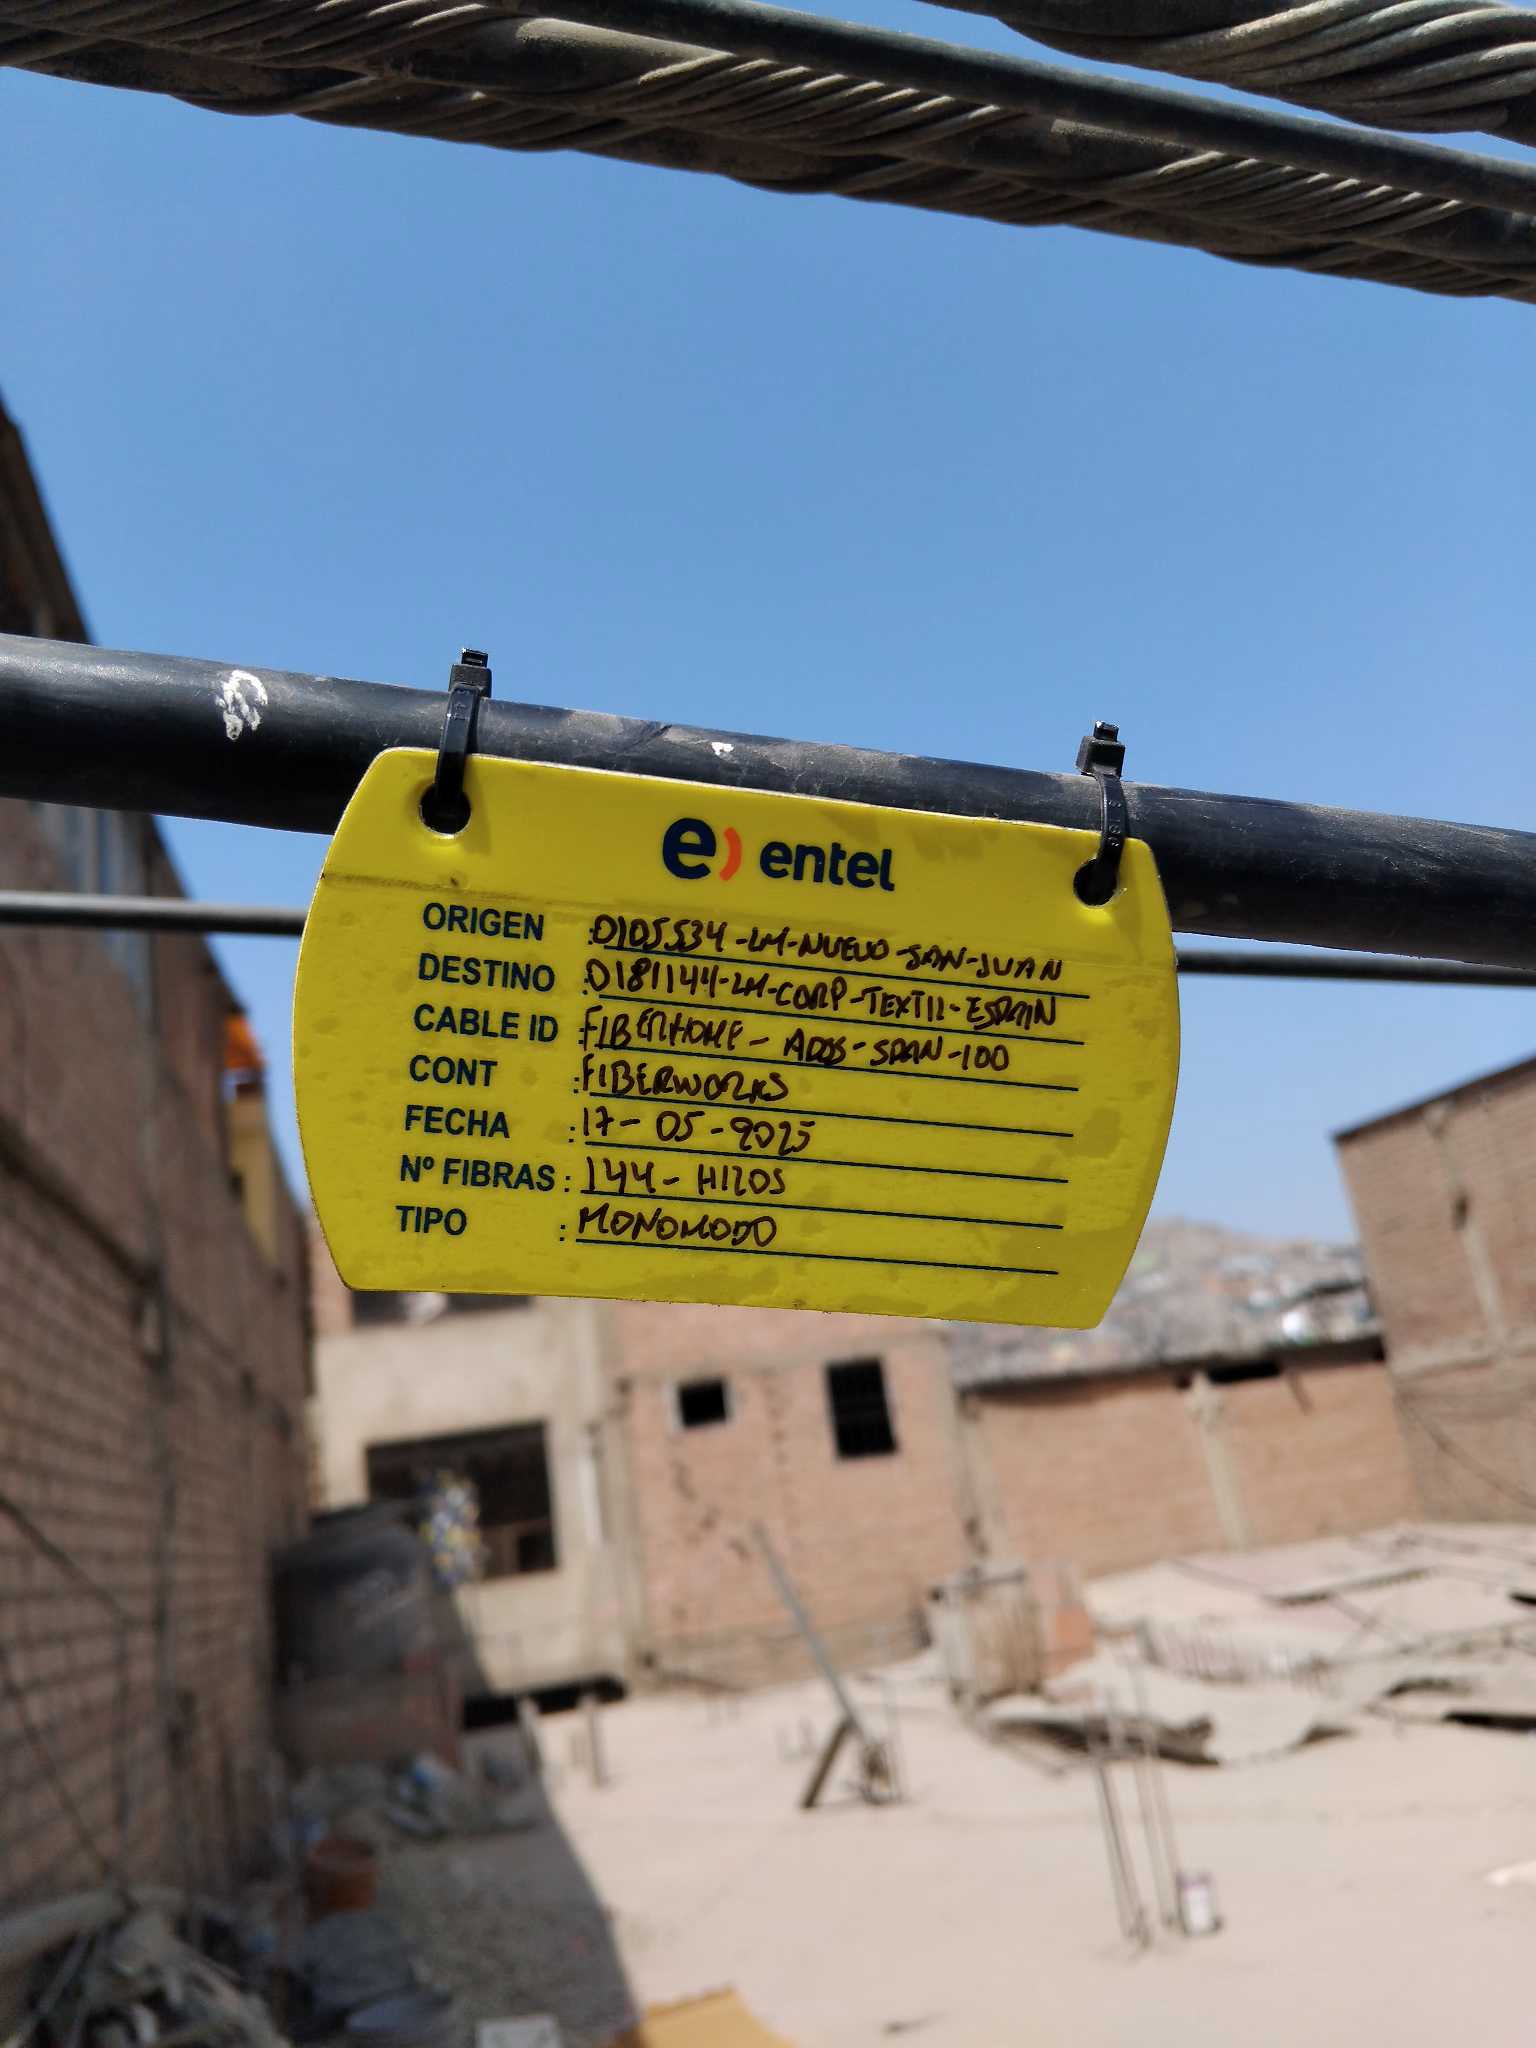 e) entel
ORIGEN : 0105534-LM-NUEVO-SAN-JUAN
DESTINO : 0181144-LM-CORP-TEXTIL-ESPAIN
CABLE ID : FIBERHOME - ADSS-SPAN-100
CONT : FIBERWORKS
FECHA : 17-05-2025
Nº FIBRAS : 144-HILOS
TIPO : MONOMODO